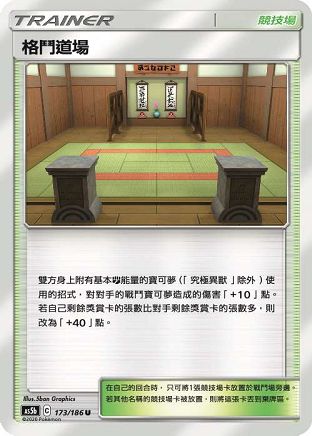 TRAINER
競技場
格鬥道場
雙方身上附有基本鬥能量的寶可夢（「究極異獸」除外）使
用的招式，對對手的戰鬥寶可夢造成的傷害「+10」點。
若自己剩餘獎賞卡的張數比對手剩餘獎賞卡的張數多，則
改為「+40」點。
Illus.5ban Graphics
在自己的回合時，只可將1張競技場卡放置於戰鬥場旁邊。
若其他名稱的競技場卡被放置，則將這張卡丟到棄牌區。
C
173/186 U
©2020 Pokémon